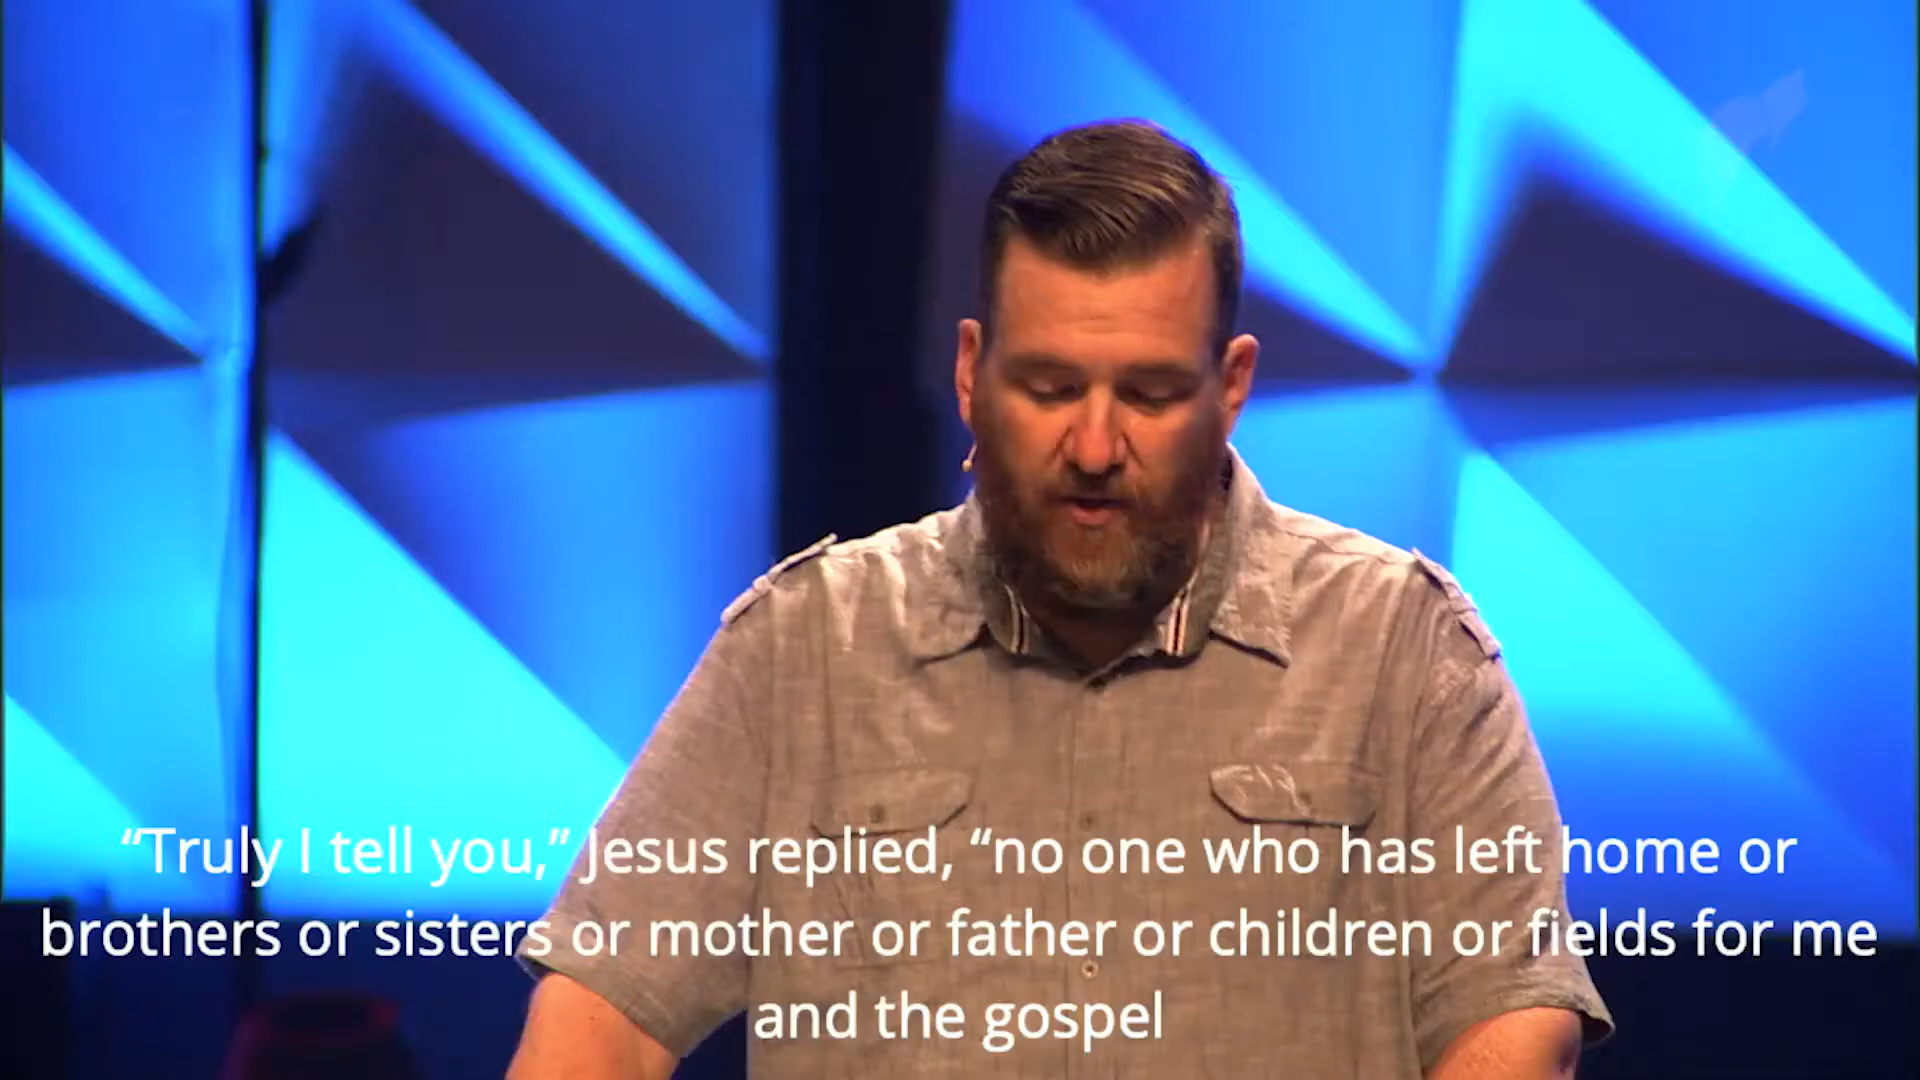 “Truly I tell you,” Jesus replied, “no one who has left home or
brothers or sisters or mother or father or children or fields for me
and the gospel